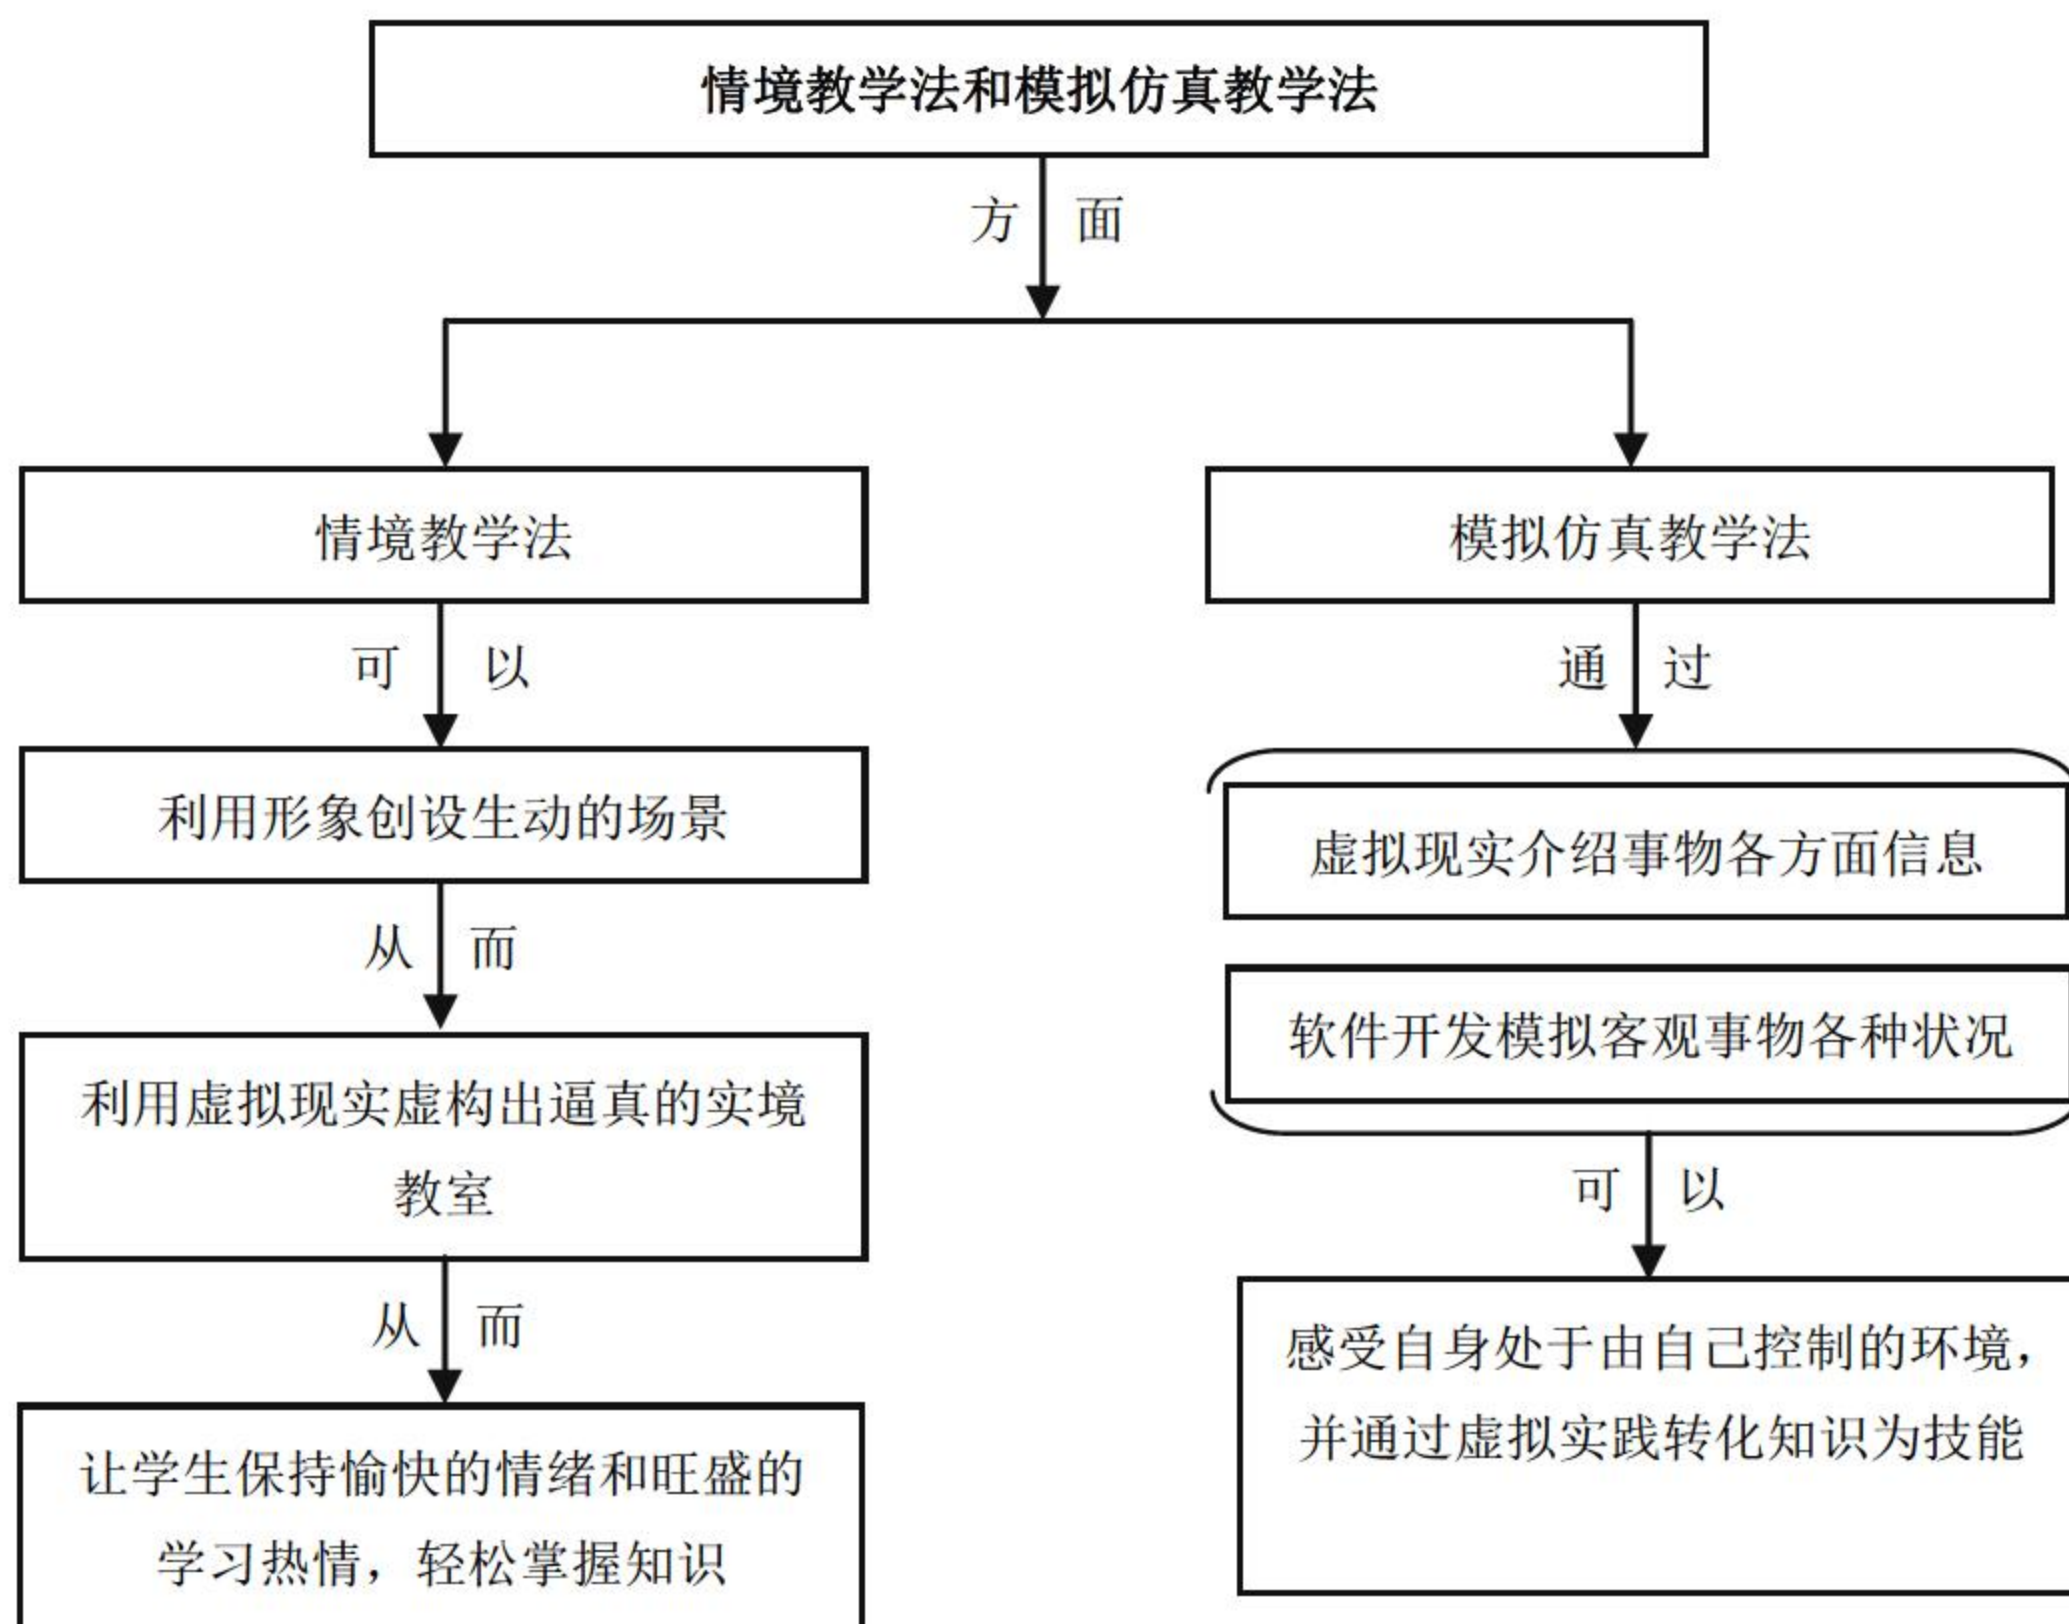 情境教学法和模拟仿真教学法
方 面
情境教学法
模拟仿真教学法
可 以
通 过
利用形象创设生动的场景
虚拟现实介绍事物各方面信息
从 而
软件开发模拟客观事物各种状况
利用虚拟现实虚构出逼真的实境
教室
可 以
从 而
感受自身处于由自己控制的环境，
并通过虚拟实践转化知识为技能
让学生保持愉快的情绪和旺盛的
学习热情，轻松掌握知识